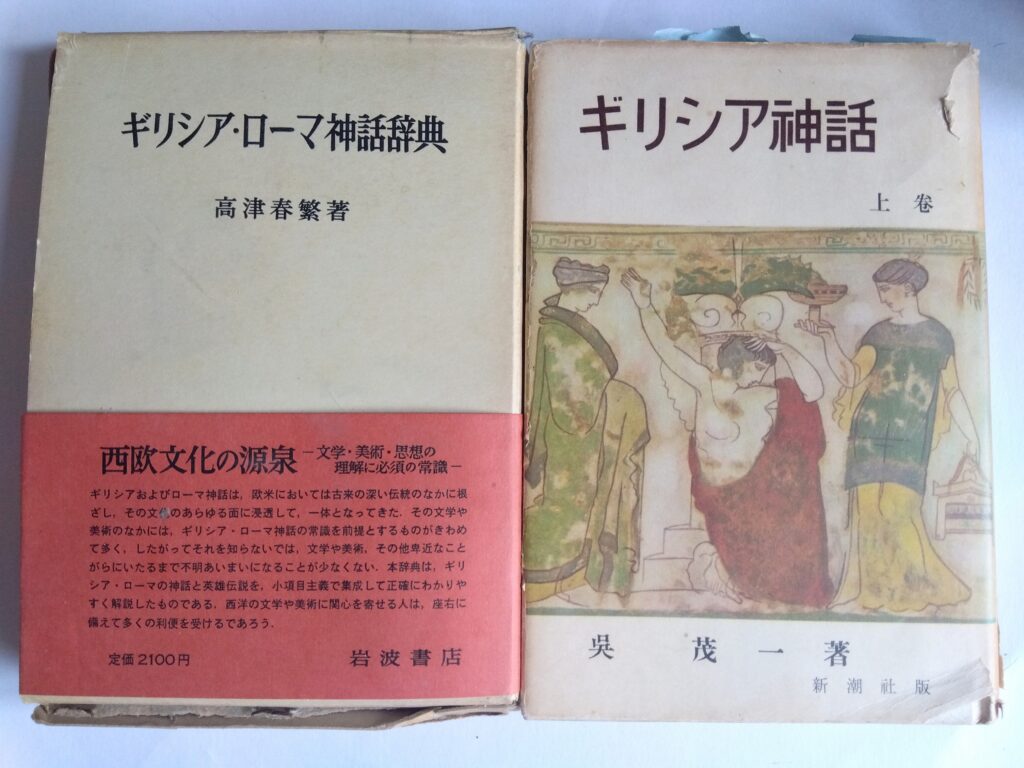 ギリシア・ローマ神話辞典
高津春繁著
西欧文化の源泉 ―文学・美術・思想の
理解に必須の常識―
ギリシアおよびローマ神話は，欧米においては古来の深い伝統のなかに根
ざし，その文化のあらゆる面に浸透して，一体となってきた．その文学や
美術のなかには，ギリシア・ローマ神話の常識を前提とするものがきわめ
て多く，したがってそれを知らないでは，文学や美術，その他卑近なこと
がらにいたるまで不明あいまいになることが少なくない．本辞典は，ギリ
シア・ローマの神話と英雄伝説を，小項目主義で集成して正確にわかりや
すく解説したものである．西洋の文学や美術に関心を寄せる人は，座右に
備えて多くの利便を受けるであろう．
定価 2100円 岩波書店
ギリシア神話
上巻
呉茂一著
新潮社版